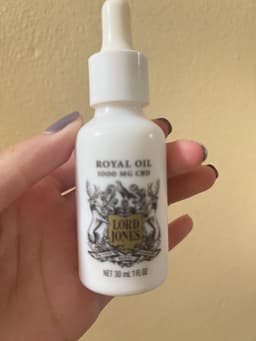 ROYAL OIL
1000 MG CBD
LORD
JONES
NET 30 mL 1 FL OZ